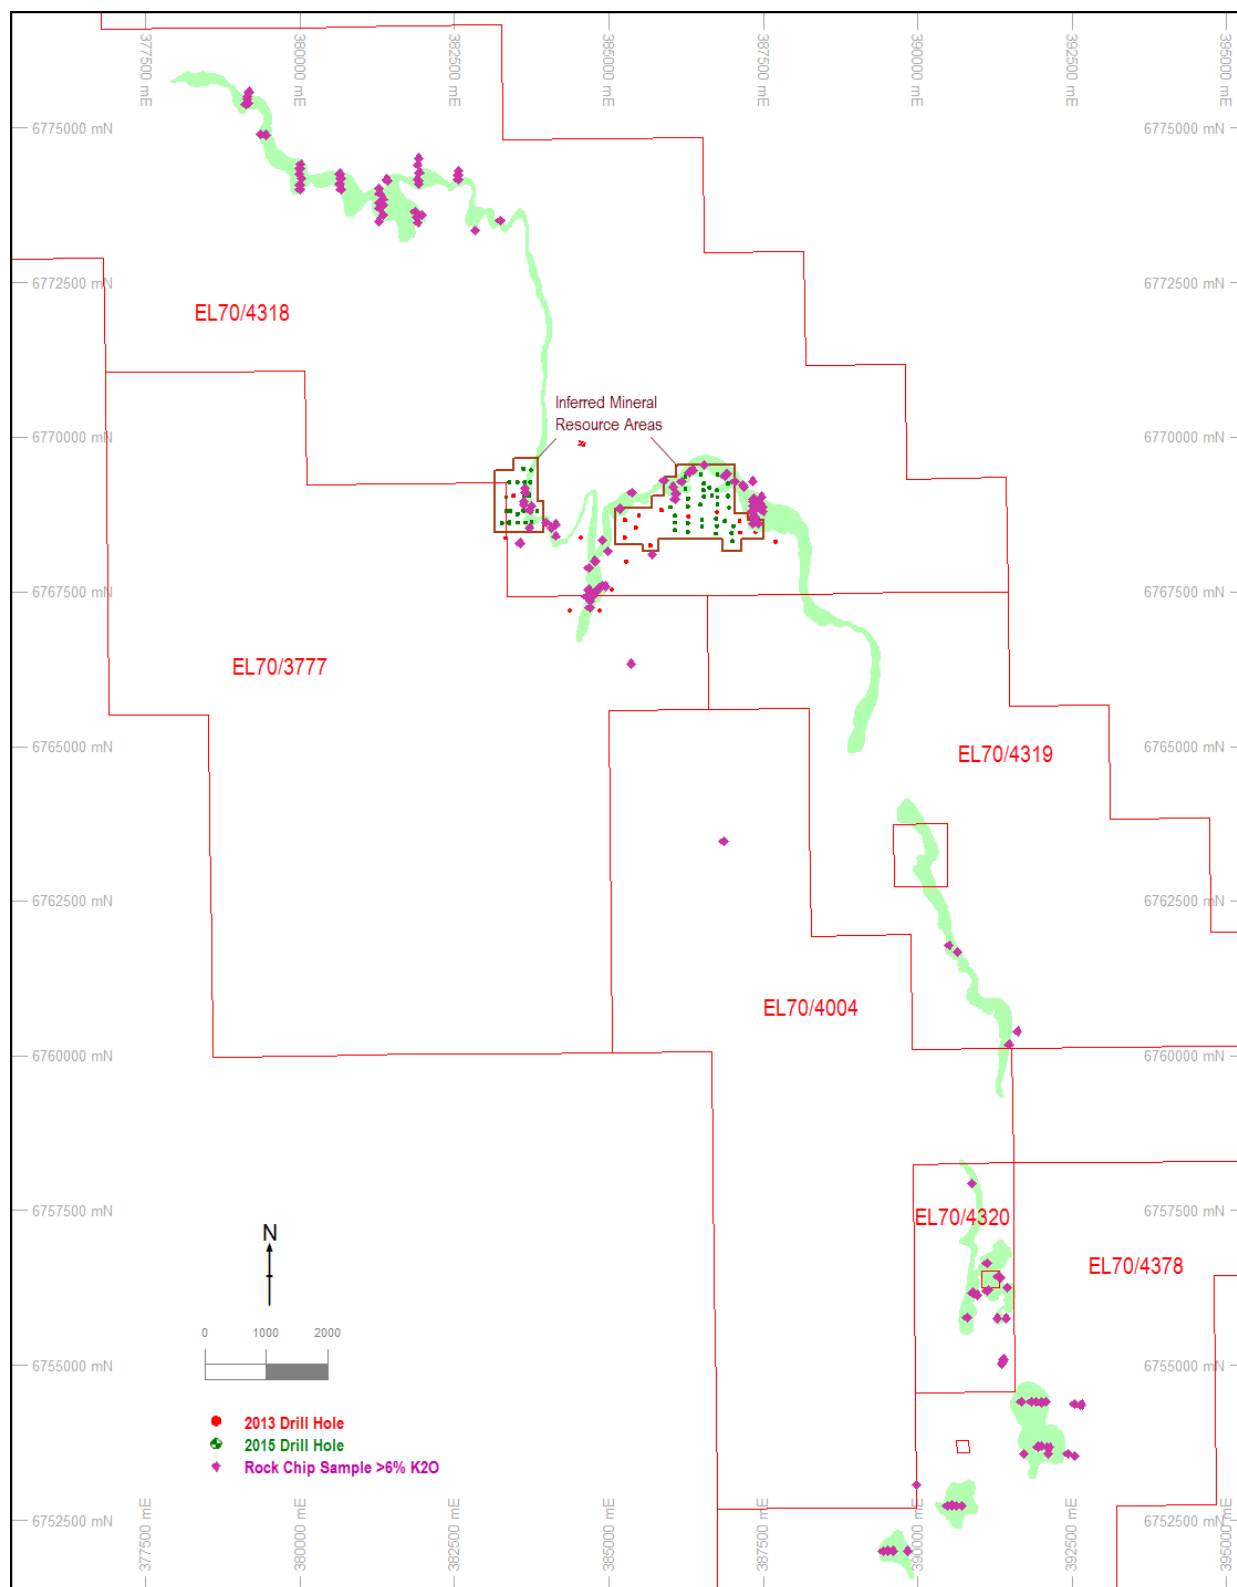 377500 mE
380000 mE
382500 mE
385000 mE
387500 mE
390000 mE
392500 mE
395000 mE
6775000 mN
6775000 mN
6772500 mN
6772500 mN
EL70/4318
Inferred Mineral
Resource Areas
6770000 mN
6770000 mN
6767500 mN
6767500 mN
EL70/3777
6765000 mN
EL70/4319
6765000 mN
6762500 mN
6762500 mN
EL70/4004
6760000 mN
6760000 mN
6757500 mN
EL70/4320
6757500 mN
N
EL70/4378
0
1000
2000
6755000 mN
6755000 mN
2013 Drill Hole
2015 Drill Hole
Rock Chip Sample >6% K2O
6752500 mN
6752500 mN
377500 mE
380000 mE
382500 mE
385000 mE
387500 mE
390000 mE
392500 mE
395000 mE